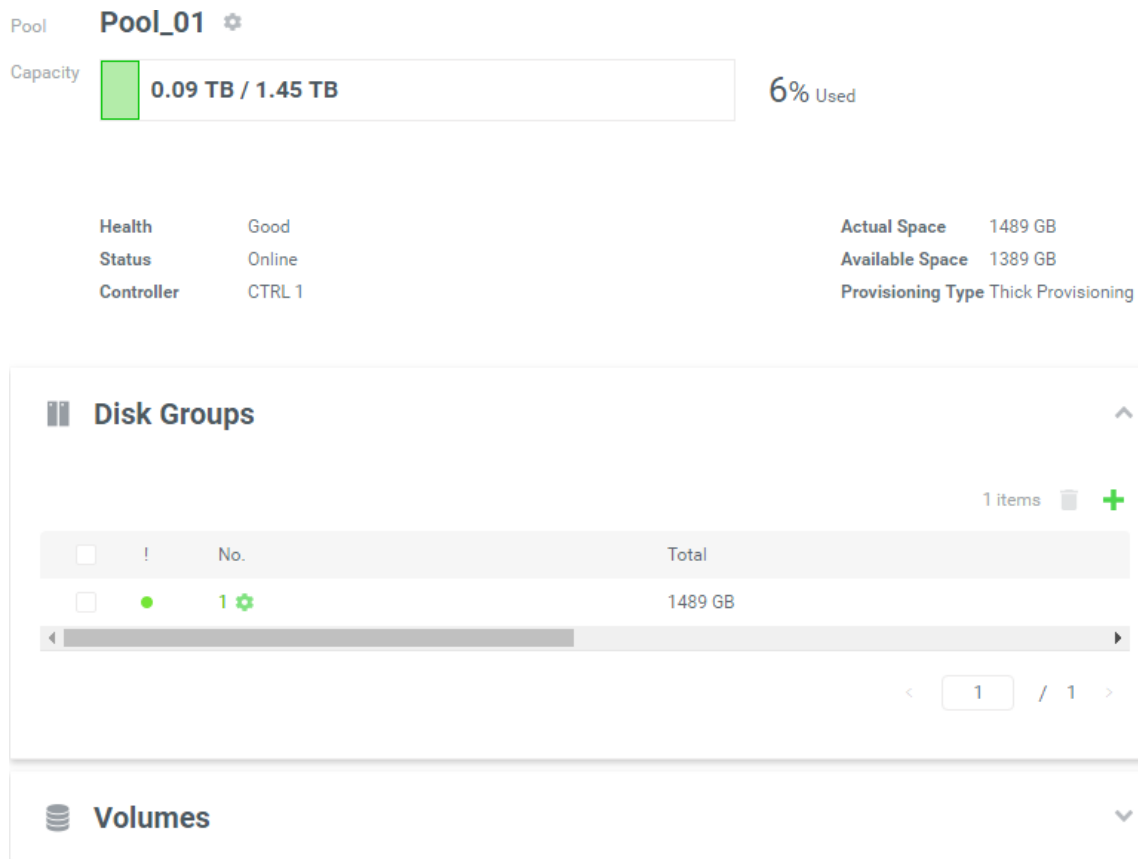 Pool Pool_01
Capacity 0.09 TB / 1.45 TB 6% Used
Health Good Actual Space 1489 GB
Status Online Available Space 1389 GB
Controller CTRL 1 Provisioning Type Thick Provisioning
Disk Groups
1 items
! No. Total
1 1489 GB
1 / 1
Volumes